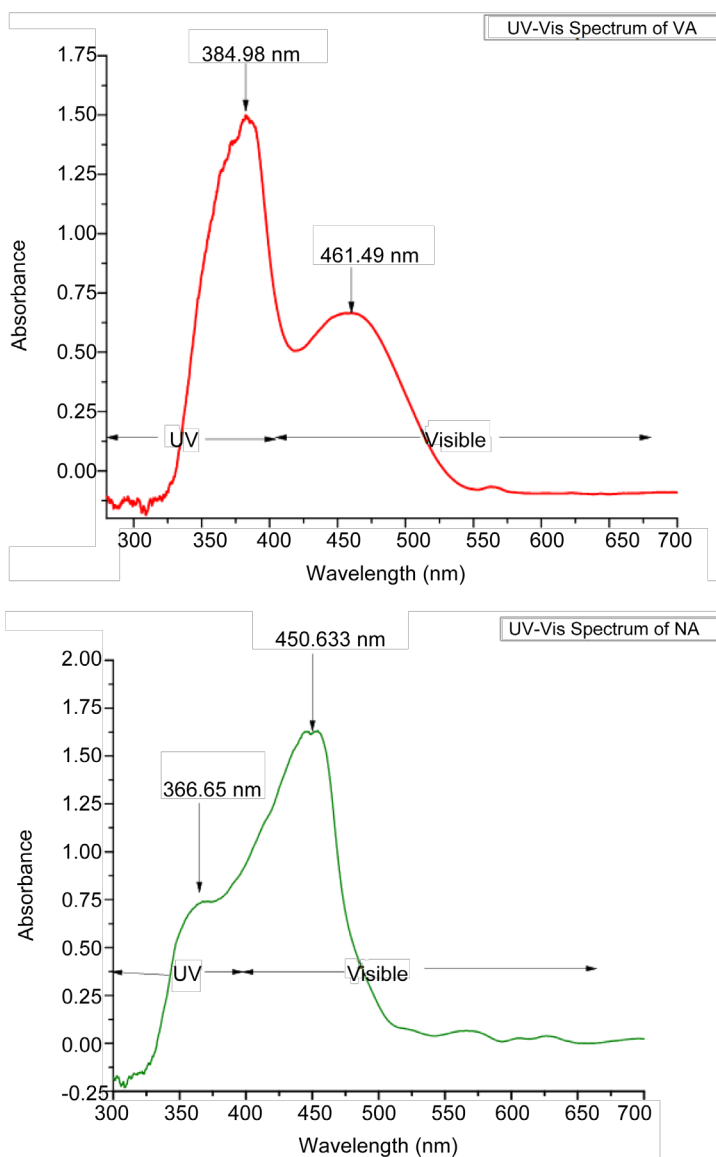 UV-Vis Spectrum of VA
384.98 nm
461.49 nm
1.75
1.50
1.25
1.00
0.75
0.50
0.25
0.00
Absorbance
UV
Visible
300 350 400 450 500 550 600 650 700
Wavelength (nm)
UV-Vis Spectrum of NA
450.633 nm
366.65 nm
2.00
1.75
1.50
1.25
1.00
0.75
0.50
0.25
0.00
-0.25
Absorbance
UV
Visible
300 350 400 450 500 550 600 650 700
Wavelength (nm)